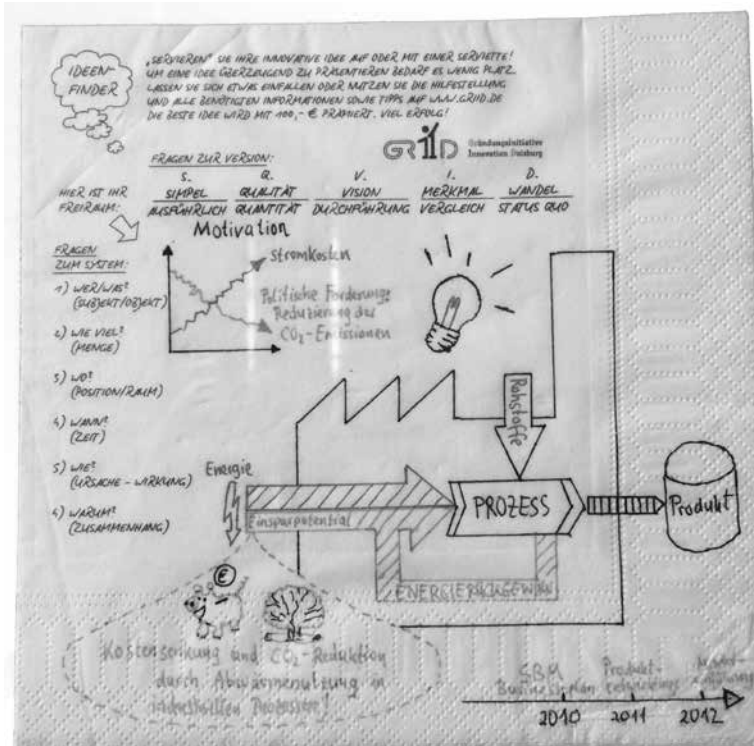 IDEEN-
FINDER
„SERVIEREN" SIE IHRE INNOVATIVE IDEE AUF ODER MIT EINER SERVIETTE!
UM EINE IDEE ÜBERZEUGEND ZU PRÄSENTIEREN BEDARF ES WENIG PLATZ.
LASSEN SIE SICH ETWAS EINFALLEN ODER NUTZEN SIE DIE HILFESTELLUNG
UND ALLE BENÖTIGTEN INFORMATIONEN SOWIE TIPPS AUF WWW.GRIID.DE
DIE BESTE IDEE WIRD MIT 100,- € PRÄMIERT. VIEL ERFOLG!
GRIID Gründungsinitiative
Innovation Duisburg
FRAGEN ZUR VERSION:
S. Q. V. I. D.
HIER IST IHR
FREIRAUM:
SIMPEL QUALITÄT VISION MERKMAL WANDEL
AUSFÜHRLICH QUANTITÄT DURCHFÜHRUNG VERGLEICH STATUS QUO
Motivation
Stromkosten
Politische Forderung:
Reduzierung der
CO₂-Emissionen
FRAGEN
ZUM SYSTEM:
1) WER/WAS?
(SUBJEKT/OBJEKT)
2) WIE VIEL?
(MENGE)
3) WO?
(POSITION/RAUM)
4) WANN?
(ZEIT)
5) WIE?
(URSACHE - WIRKUNG)
6) WARUM?
(ZUSAMMENHANG)
Rohstoffe
Energie
Einsparpotential
PROZESS
Produkt
ENERGIERÜCKGEWINN
€
Kostensenkung und CO₂-Reduktion
durch Abwärmenutzung in
industriellen Prozessen!
SBM
Businessplan
Produkt-
2010 2011 2012